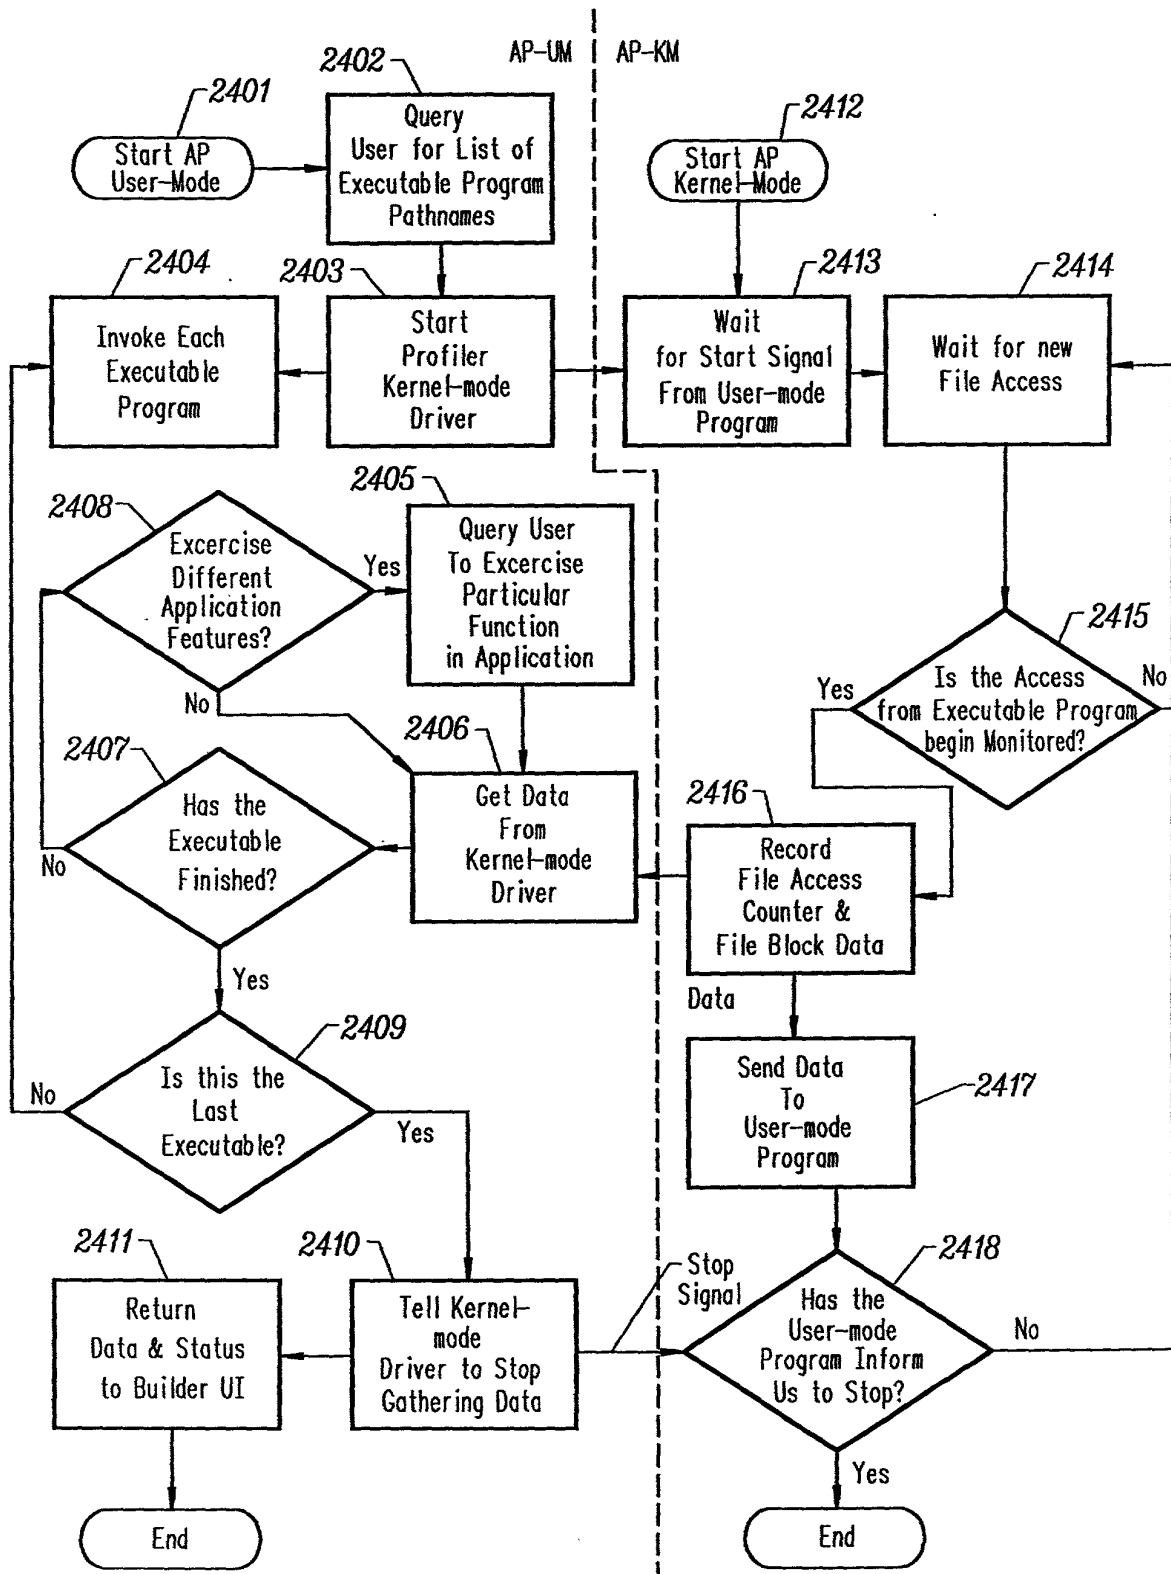 AP-UM
AP-KM
2401
Start AP
User-Mode
2402
Query
User for List of
Executable Program
Pathnames
2412
Start AP
Kernel-Mode
2404
Invoke Each
Executable
Program
2403
Start
Profiler
Kernel-mode
Driver
2413
Wait
for Start Signal
From User-mode
Program
2414
Wait for new
File Access
2408
Excercise
Different
Application
Features?
Yes
No
2405
Query User
To Excercise
Particular
Function
in Application
2415
Is the Access
from Executable Program
begin Monitored?
Yes
No
2407
Has the
Executable
Finished?
No
Yes
2406
Get Data
From
Kernel-mode
Driver
2416
Record
File Access
Counter &
File Block Data
Data
2409
Is this the
Last
Executable?
No
Yes
2417
Send Data
To
User-mode
Program
2411
Return
Data & Status
to Builder UI
2410
Tell Kernel-
mode
Driver to Stop
Gathering Data
Stop
Signal
2418
Has the
User-mode
Program Inform
Us to Stop?
No
Yes
End
End